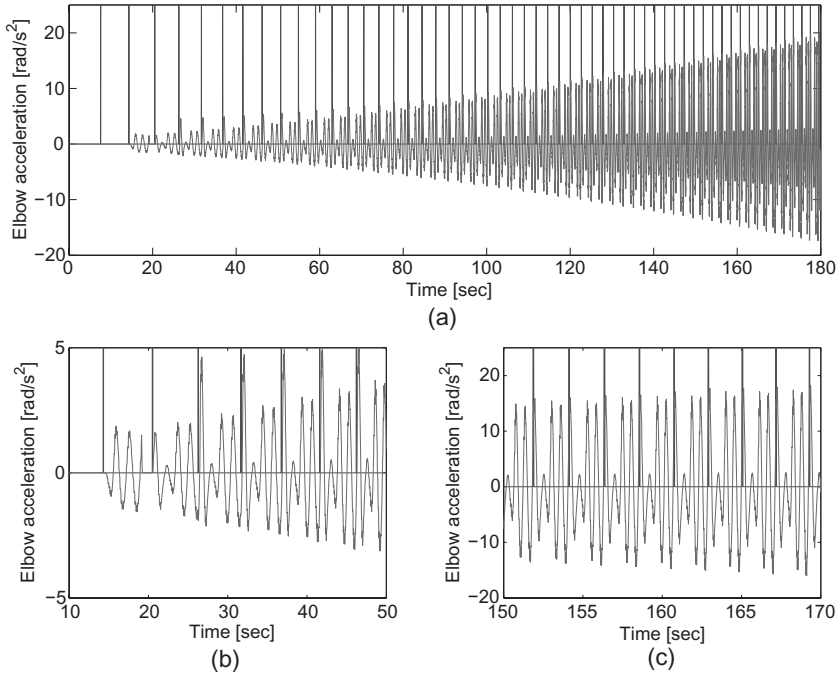 20
10
0
−10
−20
Elbow acceleration [rad/s²]
0 20 40 60 80 100 120 140 160 180
Time [sec]
(a)
5
0
−5
Elbow acceleration [rad/s²]
10 20 30 40 50
Time [sec]
(b)
20
10
0
−10
−20
Elbow acceleration [rad/s²]
150 155 160 165 170
Time [sec]
(c)